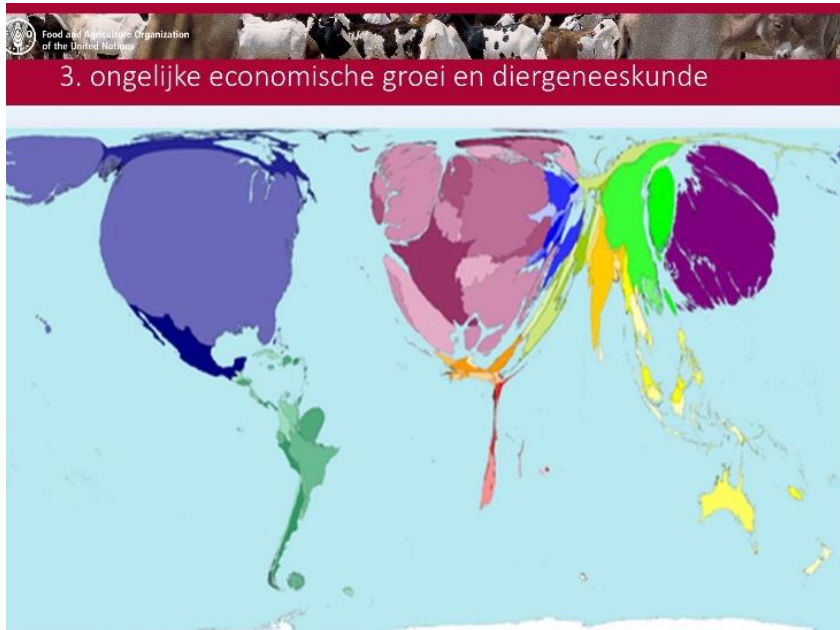 Food and Agriculture Organization
of the United Nations
3. ongelijke economische groei en diergeneeskunde